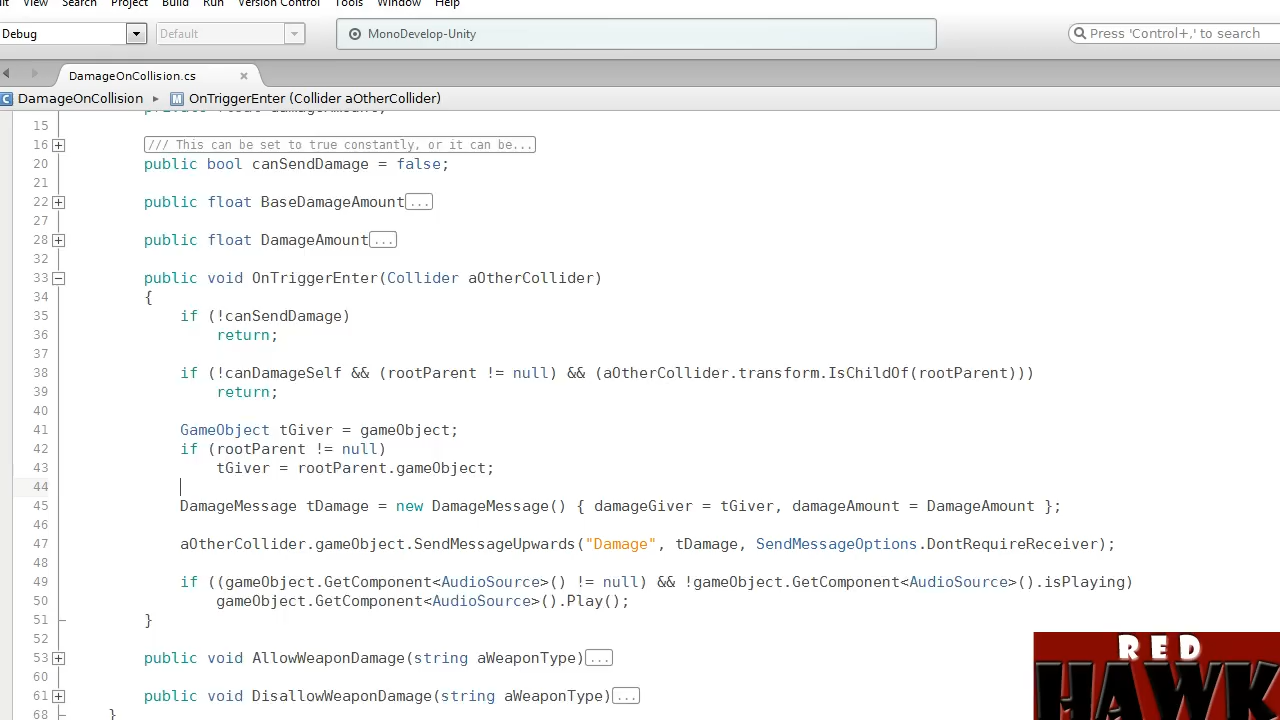 it View Search Project Build Run Version Control Tools Window Help
Debug Default MonoDevelop-Unity Press 'Control+,' to search
DamageOnCollision.cs
DamageOnCollision OnTriggerEnter (Collider aOtherCollider)
private float damageAmount;
15
16 /// This can be set to true constantly, or it can be...
20 public bool canSendDamage = false;
21
22 public float BaseDamageAmount...
27
28 public float DamageAmount...
32
33 public void OnTriggerEnter(Collider aOtherCollider)
34 {
35 if (!canSendDamage)
36 return;
37
38 if (!canDamageSelf && (rootParent != null) && (aOtherCollider.transform.IsChildOf(rootParent)))
39 return;
40
41 GameObject tGiver = gameObject;
42 if (rootParent != null)
43 tGiver = rootParent.gameObject;
44
45 DamageMessage tDamage = new DamageMessage() { damageGiver = tGiver, damageAmount = DamageAmount };
46
47 aOtherCollider.gameObject.SendMessageUpwards("Damage", tDamage, SendMessageOptions.DontRequireReceiver);
48
49 if ((gameObject.GetComponent<AudioSource>() != null) && !gameObject.GetComponent<AudioSource>().isPlaying)
50 gameObject.GetComponent<AudioSource>().Play();
51 }
52
53 public void AllowWeaponDamage(string aWeaponType)...
60
61 public void DisallowWeaponDamage(string aWeaponType)...
68 }
RED
HAWK